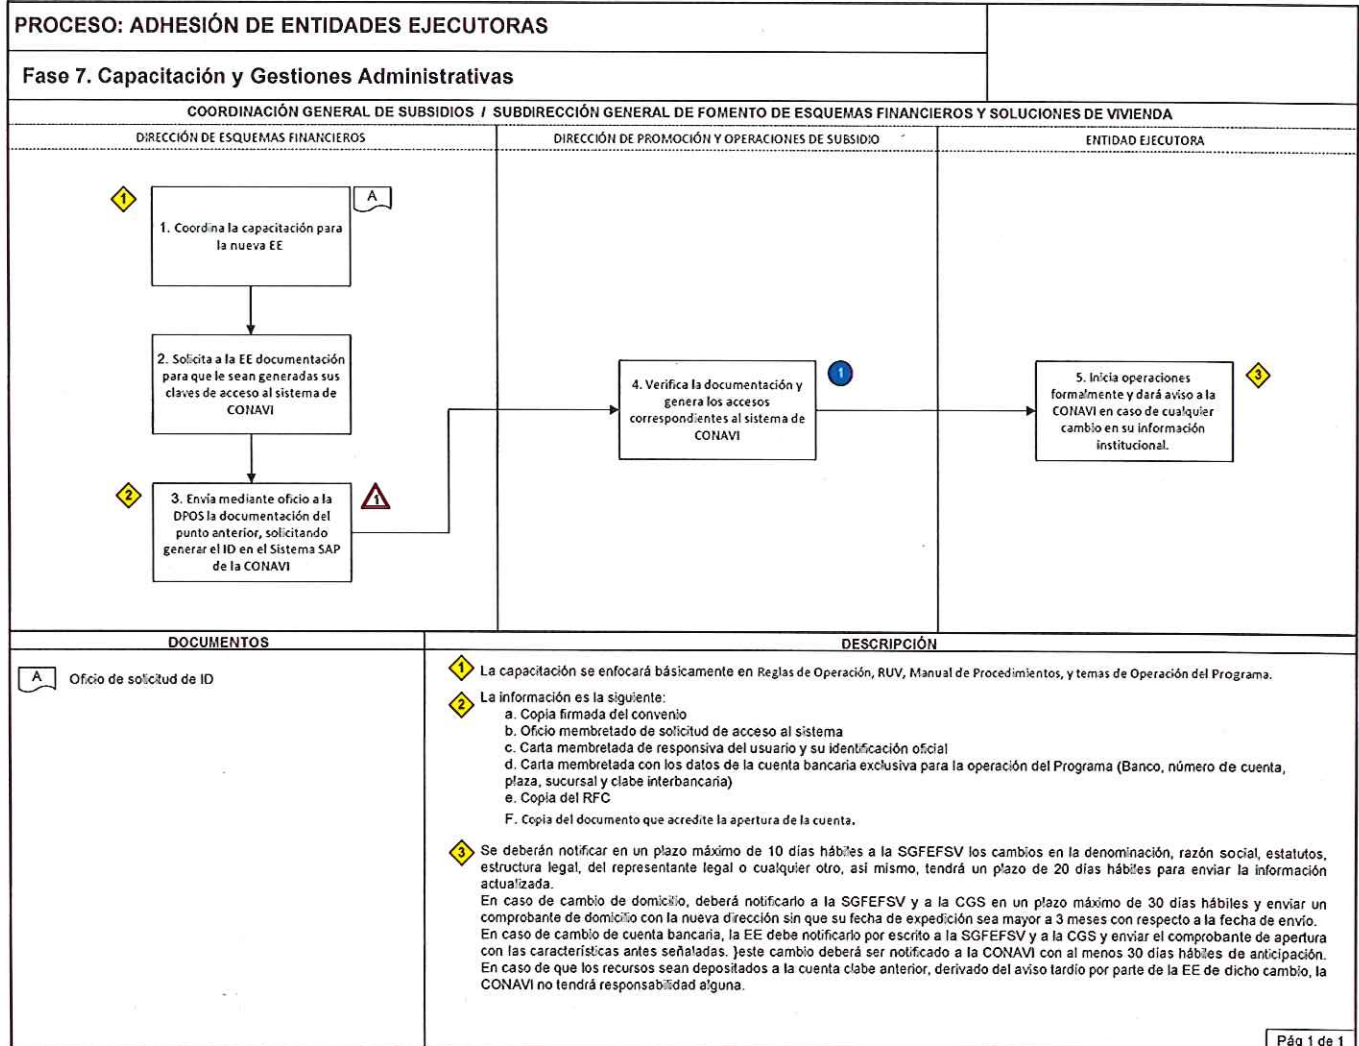 PROCESO: ADHESIÓN DE ENTIDADES EJECUTORAS
Fase 7. Capacitación y Gestiones Administrativas
COORDINACIÓN GENERAL DE SUBSIDIOS / SUBDIRECCIÓN GENERAL DE FOMENTO DE ESQUEMAS FINANCIEROS Y SOLUCIONES DE VIVIENDA
DIRECCIÓN DE ESQUEMAS FINANCIEROS
DIRECCIÓN DE PROMOCIÓN Y OPERACIONES DE SUBSIDIO
ENTIDAD EJECUTORA
1
A
1. Coordina la capacitación para
la nueva EE
2. Solicita a la EE documentación
para que le sean generadas sus
claves de acceso al sistema de
CONAVI
2
3. Envía mediante oficio a la
DPOS la documentación del
punto anterior, solicitando
generar el ID en el Sistema SAP
de la CONAVI
1
4. Verifica la documentación y
genera los accesos
correspondientes al sistema de
CONAVI
1
5. Inicia operaciones
formalmente y dará aviso a la
CONAVI en caso de cualquier
cambio en su información
institucional.
3
DOCUMENTOS
A Oficio de solicitud de ID
DESCRIPCIÓN
1 La capacitación se enfocará básicamente en Reglas de Operación, RUV, Manual de Procedimientos, y temas de Operación del Programa.
2 La información es la siguiente:
a. Copia firmada del convenio
b. Oficio membretado de solicitud de acceso al sistema
c. Carta membretada de responsiva del usuario y su identificación oficial
d. Carta membretada con los datos de la cuenta bancaria exclusiva para la operación del Programa (Banco, número de cuenta,
plaza, sucursal y clabe interbancaria)
e. Copia del RFC
F. Copia del documento que acredite la apertura de la cuenta.
3 Se deberán notificar en un plazo máximo de 10 días hábiles a la SGFEFSV los cambios en la denominación, razón social, estatutos,
estructura legal, del representante legal o cualquier otro, así mismo, tendrá un plazo de 20 días hábiles para enviar la información
actualizada.
En caso de cambio de domicilio, deberá notificarlo a la SGFEFSV y a la CGS en un plazo máximo de 30 días hábiles y enviar un
comprobante de domicilio con la nueva dirección sin que su fecha de expedición sea mayor a 3 meses con respecto a la fecha de envío.
En caso de cambio de cuenta bancaria, la EE debe notificarlo por escrito a la SGFEFSV y a la CGS y enviar el comprobante de apertura
con las características antes señaladas. }este cambio deberá ser notificado a la CONAVI con al menos 30 días hábiles de anticipación.
En caso de que los recursos sean depositados a la cuenta clabe anterior, derivado del aviso tardío por parte de la EE de dicho cambio, la
CONAVI no tendrá responsabilidad alguna.
Pág 1 de 1